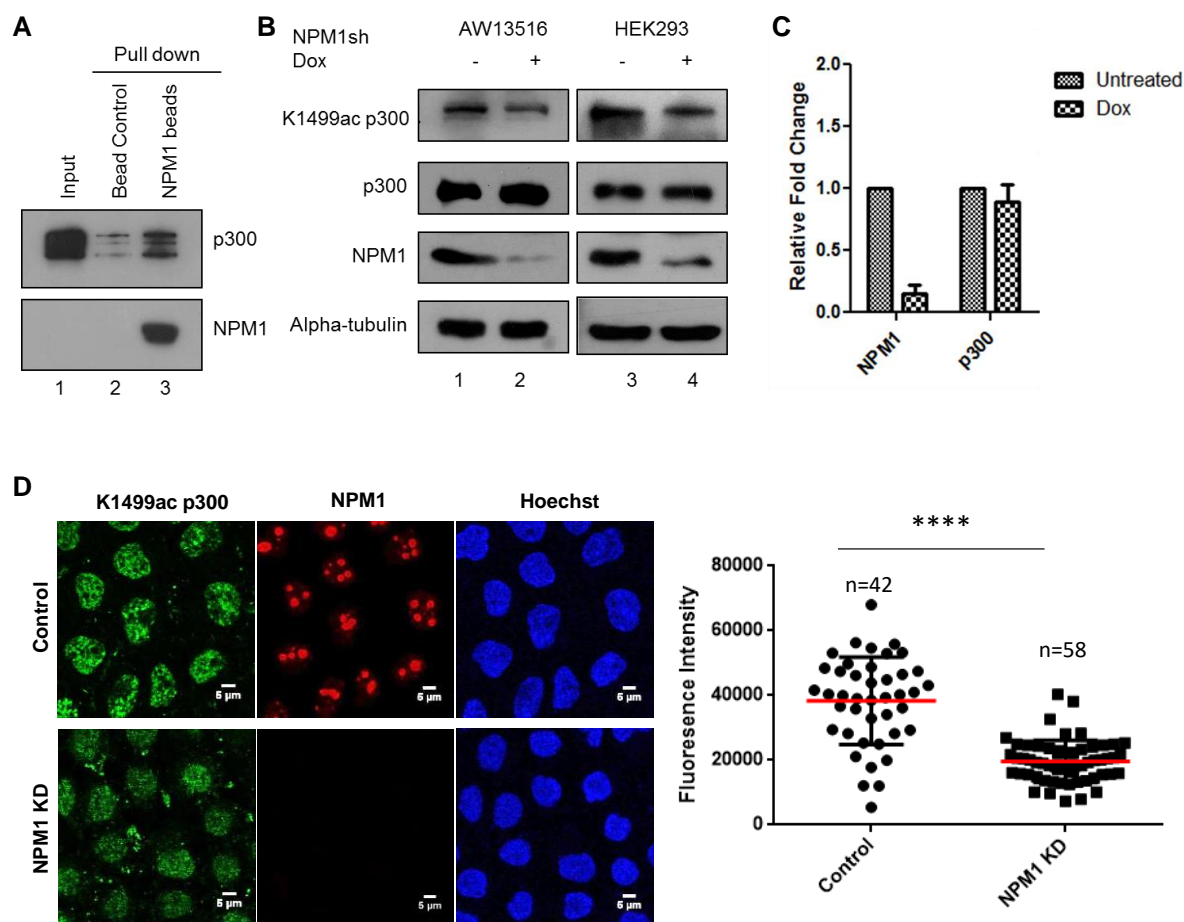 A
Pull down
Input
Bead Control
NPM1 beads
p300
NPM1
1 2 3
B
AW13516 HEK293
NPM1sh
Dox - + - +
K1499ac p300
p300
NPM1
Alpha-tubulin
1 2 3 4
C
Untreated
Dox
Relative Fold Change
2.0
1.5
1.0
0.5
0.0
NPM1
p300
D
K1499ac p300 NPM1 Hoechst
Control
5 µm 5 µm 5 µm
NPM1 KD
5 µm 5 µm 5 µm
****
Fluoresence Intensity
80000
60000
40000
20000
0
n=42
n=58
Control
NPM1 KD